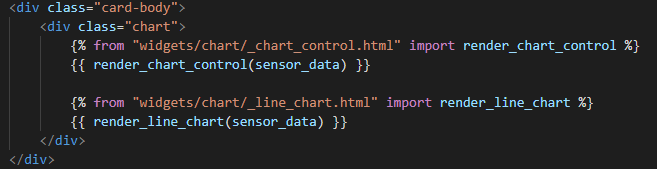 <div class="card-body">
<div class="chart">
{% from "widgets/chart/_chart_control.html" import render_chart_control %}
{{ render_chart_control(sensor_data) }}
{% from "widgets/chart/_line_chart.html" import render_line_chart %}
{{ render_line_chart(sensor_data) }}
</div>
</div>